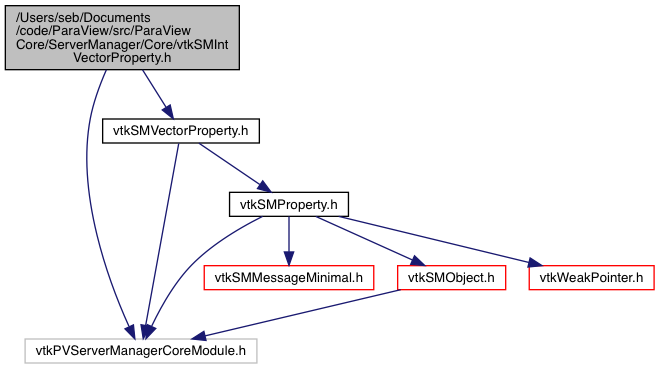 /Users/seb/Documents
/code/ParaView/src/ParaView
Core/ServerManager/Core/vtkSMInt
VectorProperty.h
vtkSMVectorProperty.h
vtkSMProperty.h
vtkSMMessageMinimal.h
vtkSMObject.h
vtkWeakPointer.h
vtkPVServerManagerCoreModule.h